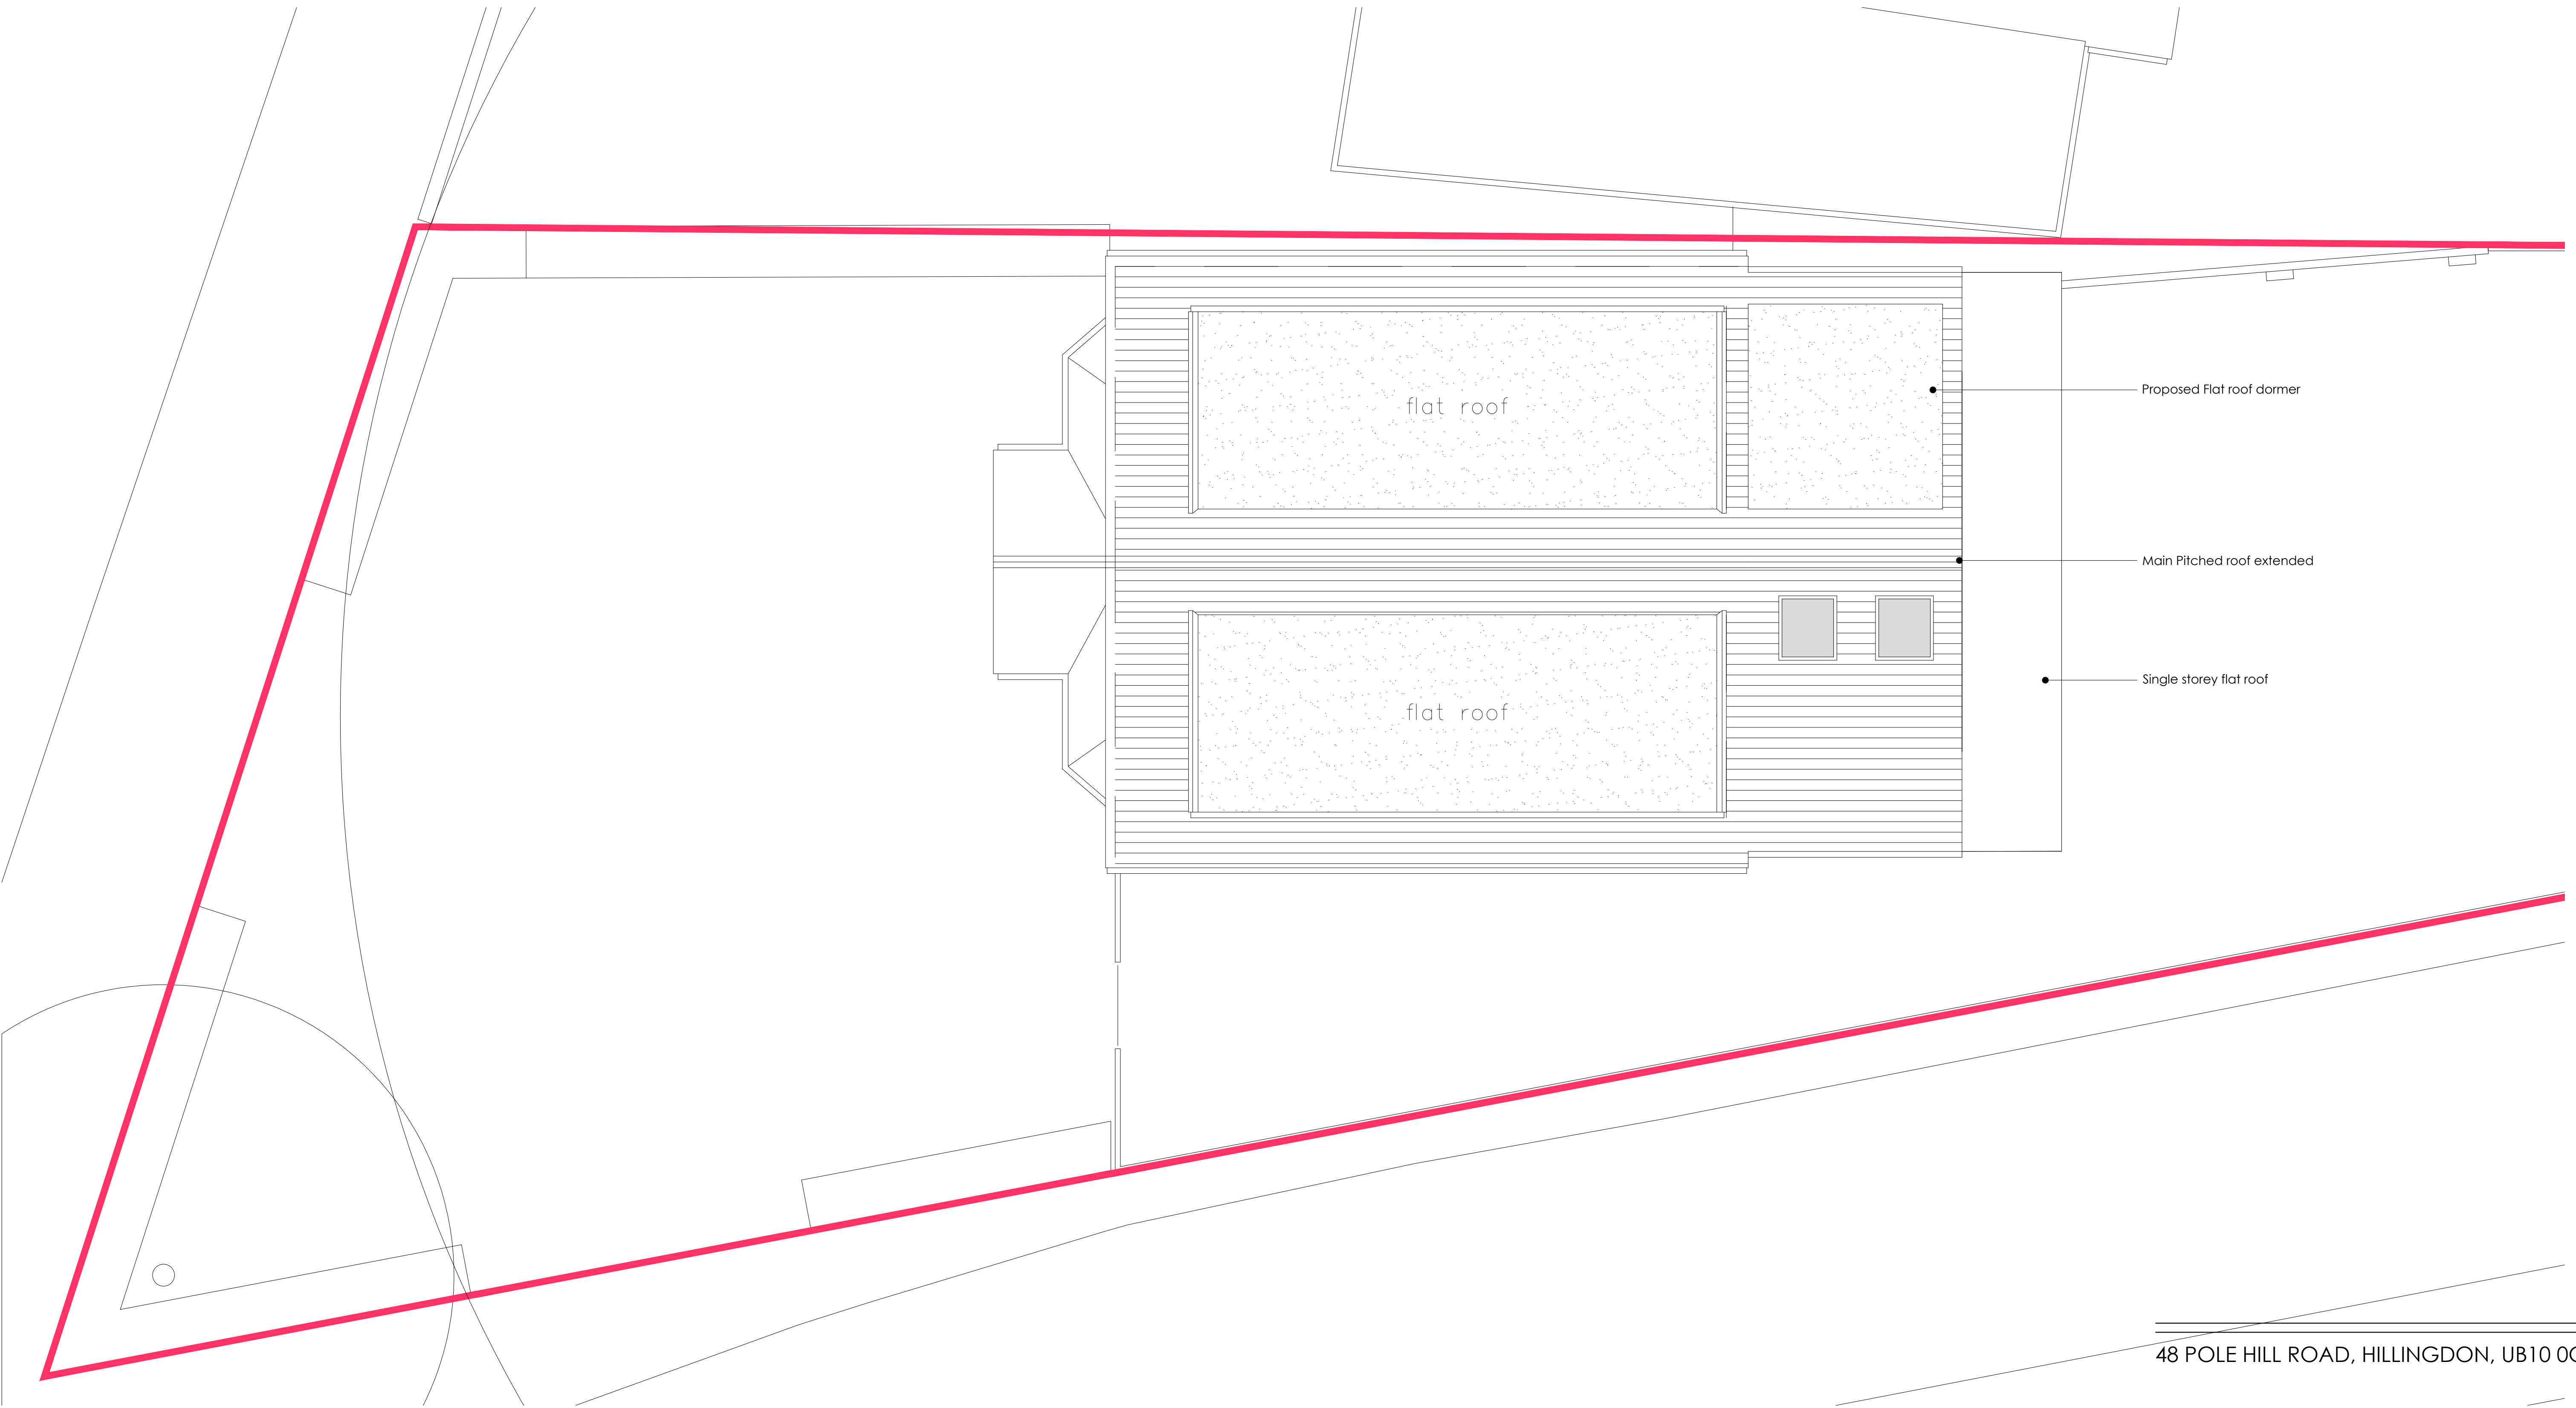 flat roof
Proposed Flat roof dormer
Main Pitched roof extended
Single storey flat roof
flat roof
48 POLE HILL ROAD, HILLINGDON, UB10